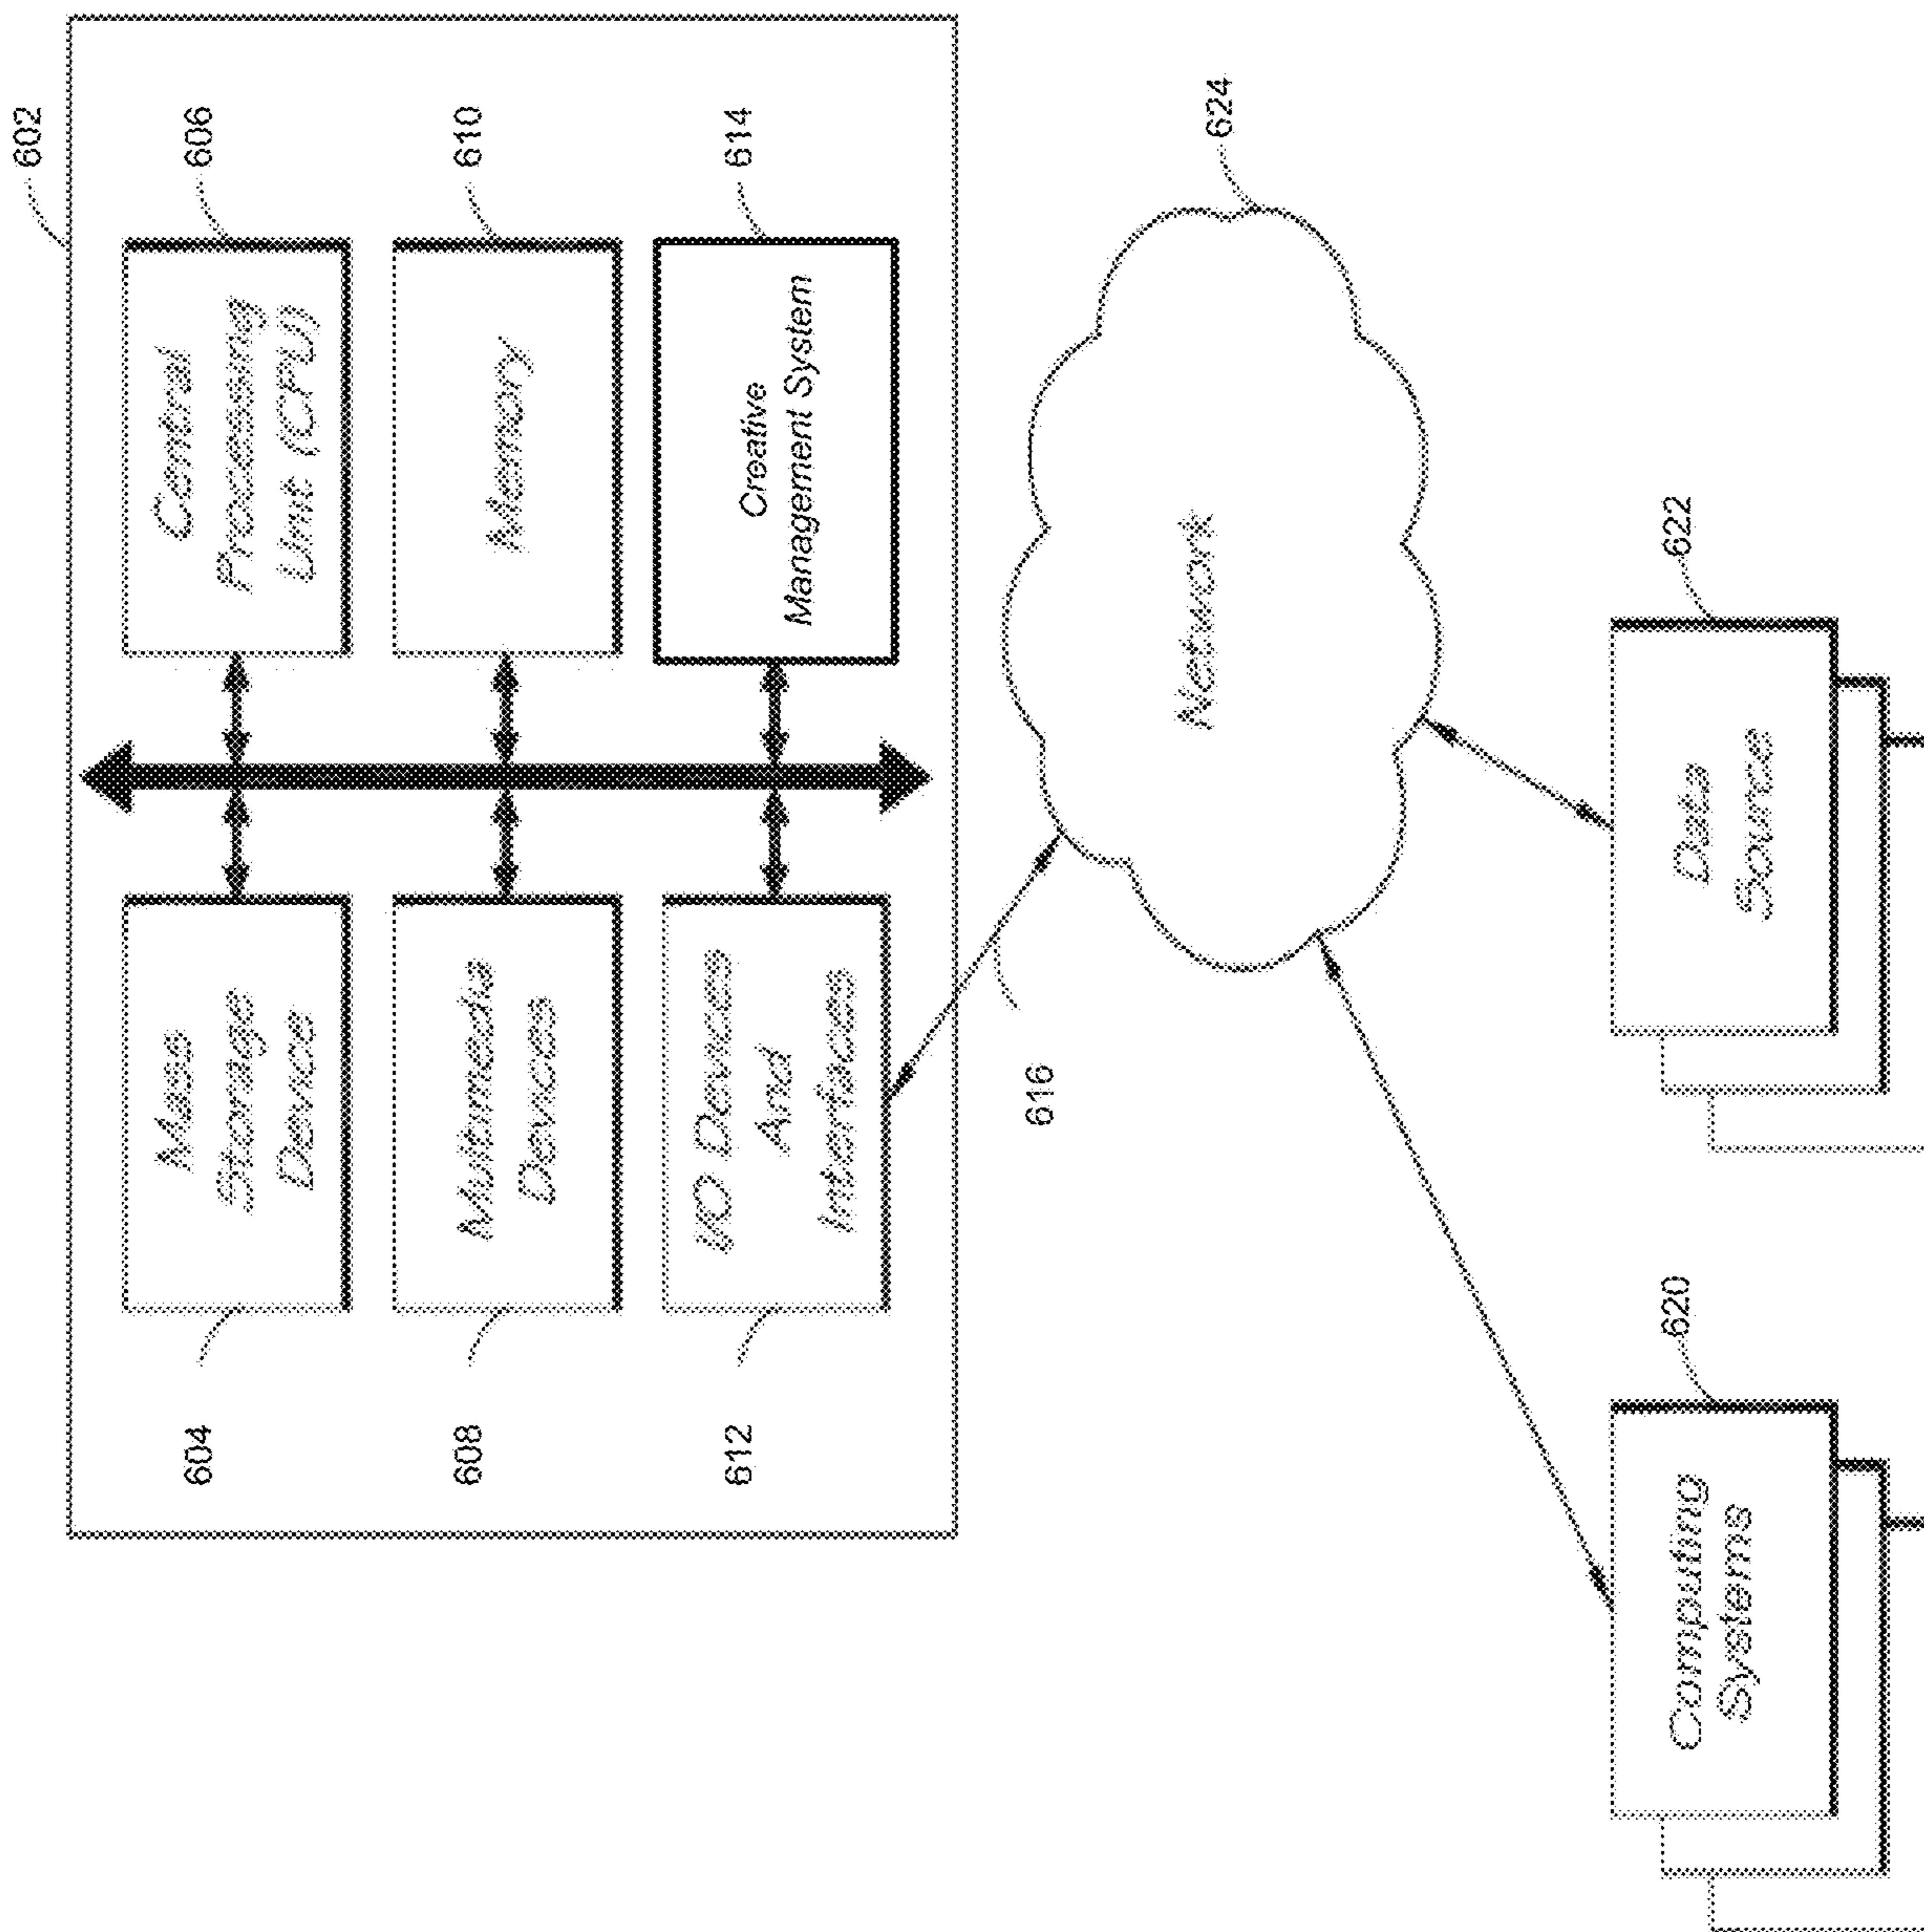 602
Mass
Storage
Device
604
Central
Processing
Unit (CPU)
606
Multimedia
Devices
608
Memory
610
I/O Devices
And
Interfaces
612
Creative
Management System
614
616
Network
624
Computing
Systems
620
Data
Source
622